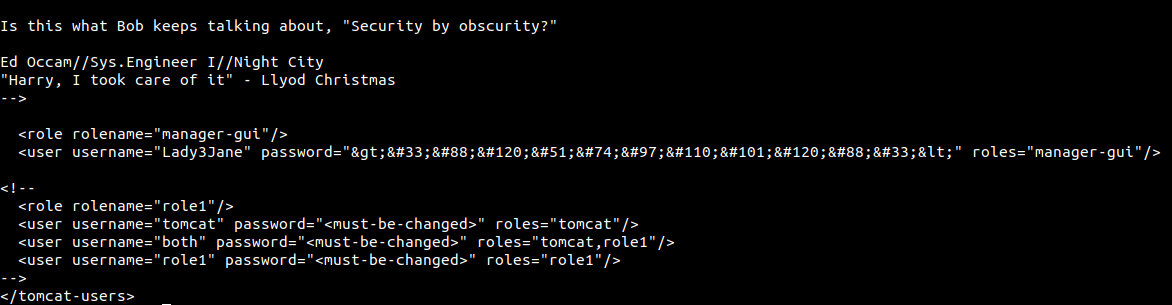 Is this what Bob keeps talking about, "Security by obscurity?"
Ed Occam//Sys.Engineer I//Night City
"Harry, I took care of it" - Llyod Christmas
-->
<role rolename="manager-gui"/>
<user username="Lady3Jane" password="&gt;&#33;&#88;&#120;&#51;&#74;&#97;&#110;&#101;&#120;&#88;&#33;&lt;" roles="manager-gui"/>
<!--
<role rolename="role1"/>
<user username="tomcat" password="<must-be-changed>" roles="tomcat"/>
<user username="both" password="<must-be-changed>" roles="tomcat,role1"/>
<user username="role1" password="<must-be-changed>" roles="role1"/>
-->
</tomcat-users>